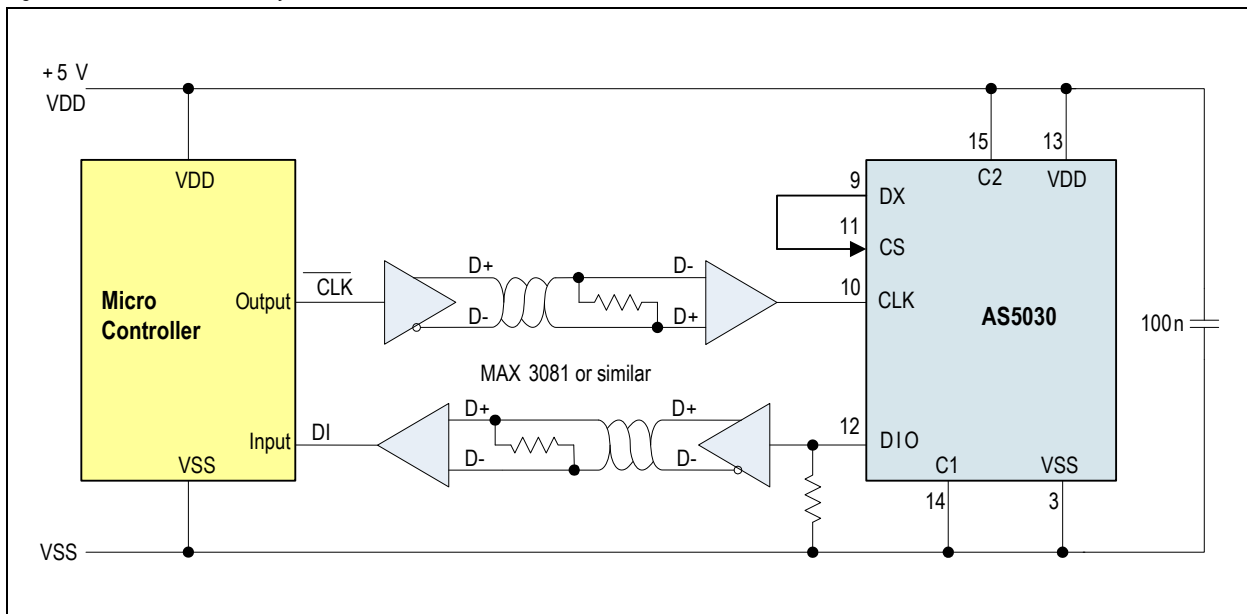 +5 V
VDD
VDD
Micro
Controller
Output
CLK
Input
DI
VSS
D+
D-
D-
D+
MAX 3081 or similar
D+
D-
D+
D-
15
13
C2
VDD
9
DX
11
CS
10
CLK
AS5030
12
DIO
C1
VSS
14
3
100n
VSS